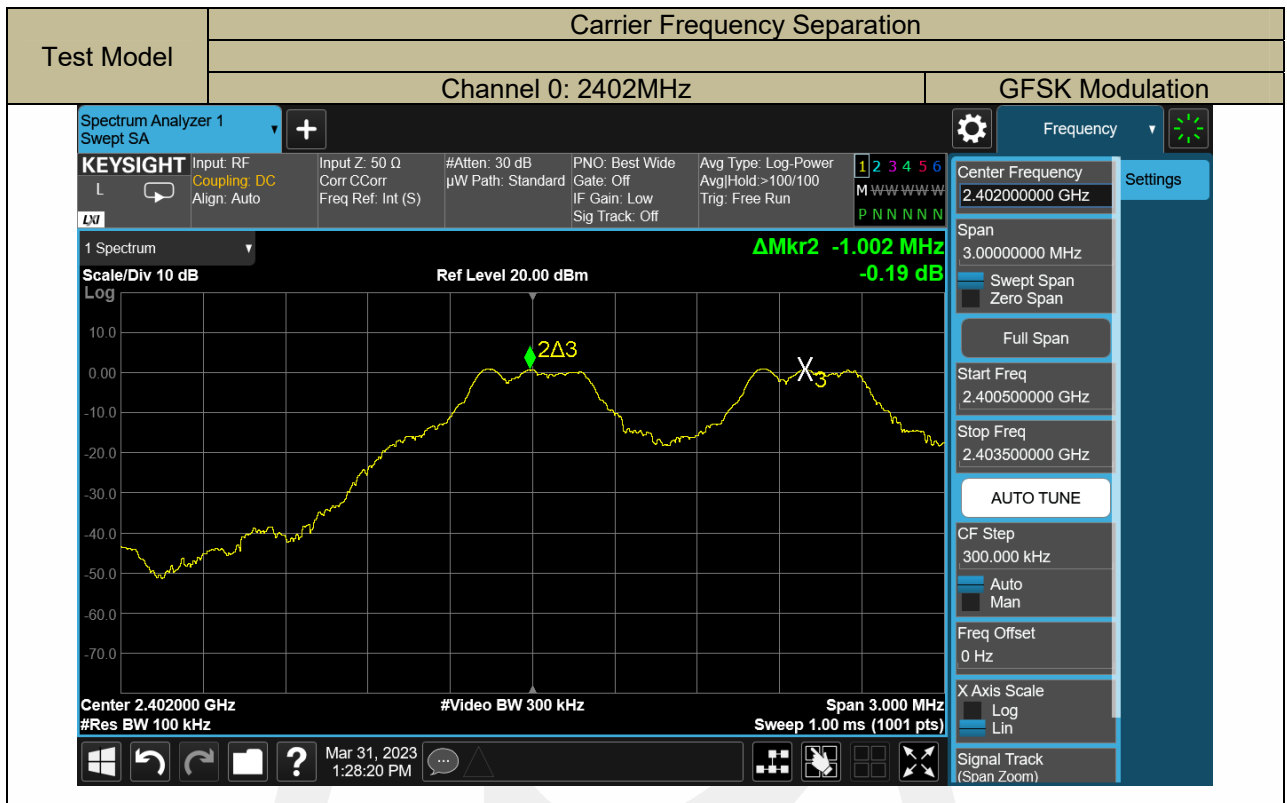 Test Model
Carrier Frequency Separation
Channel 0: 2402MHz
GFSK Modulation
Spectrum Analyzer 1
Swept SA
Frequency
KEYSIGHT
L
LXI
Input: RF
Coupling: DC
Align: Auto
Input Z: 50 Ω
Corr CCorr
Freq Ref: Int (S)
#Atten: 30 dB
µW Path: Standard
PNO: Best Wide
Gate: Off
IF Gain: Low
Sig Track: Off
Avg Type: Log-Power
Avg|Hold:>100/100
Trig: Free Run
1 2 3 4 5 6
M W W W W W
P N N N N N
Center Frequency
2.402000000 GHz
Settings
Span
3.00000000 MHz
Swept Span
Zero Span
Full Span
Start Freq
2.400500000 GHz
Stop Freq
2.403500000 GHz
AUTO TUNE
CF Step
300.000 kHz
Auto
Man
Freq Offset
0 Hz
X Axis Scale
Log
Lin
Signal Track
(Span Zoom)
1 Spectrum
ΔMkr2 -1.002 MHz
Scale/Div 10 dB
Ref Level 20.00 dBm
-0.19 dB
Log
10.0
0.00
-10.0
-20.0
-30.0
-40.0
-50.0
-60.0
-70.0
2Δ3
X3
Center 2.402000 GHz
#Video BW 300 kHz
Span 3.000 MHz
#Res BW 100 kHz
Sweep 1.00 ms (1001 pts)
?
Mar 31, 2023
1:28:20 PM